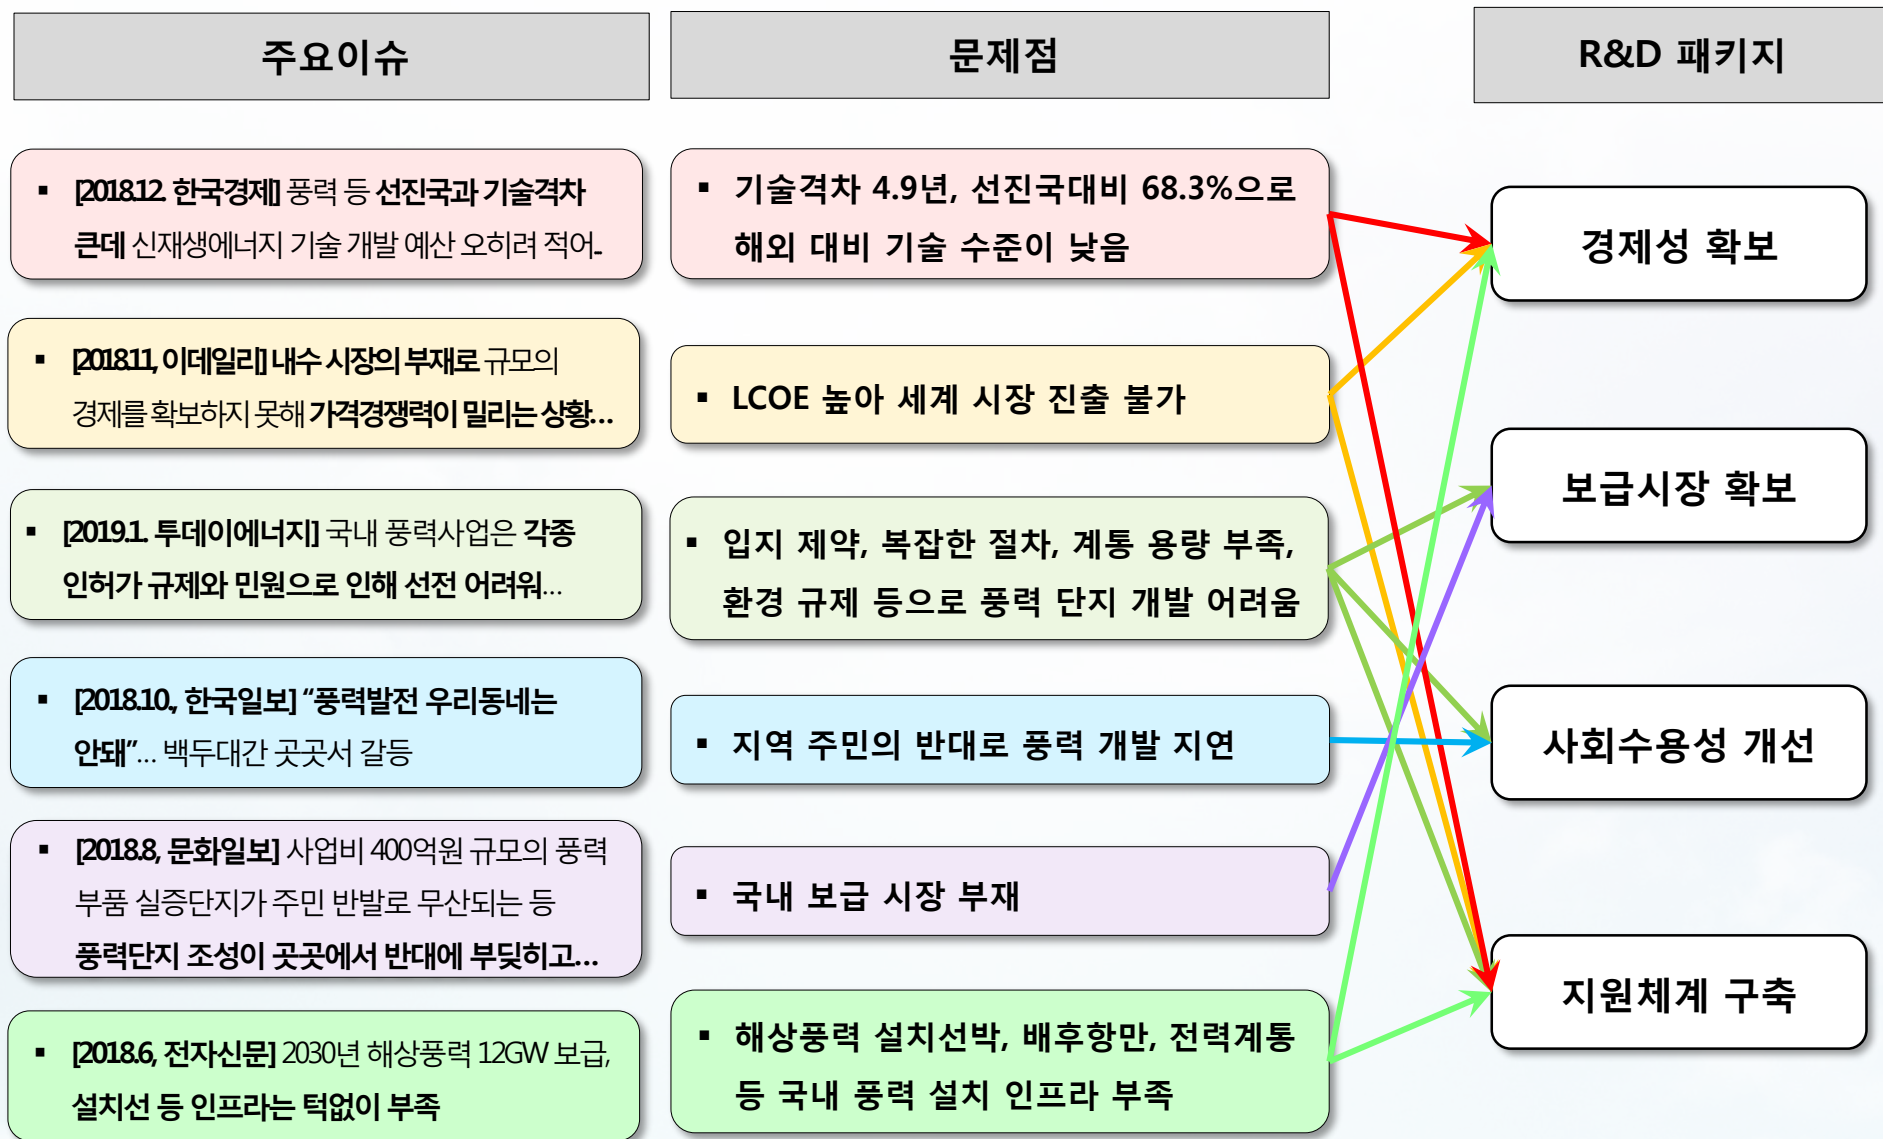 주요이슈
문제점
R&D 패키지
▪ [2018.12. 한국경제] 풍력 등 선진국과 기술격차
큰데 신재생에너지 기술 개발 예산 오히려 적어..
▪ [2018.11, 이데일리] 내수 시장의 부재로 규모의
경제를 확보하지 못해 가격경쟁력이 밀리는 상황...
▪ [2019.1. 투데이에너지] 국내 풍력사업은 각종
인허가 규제와 민원으로 인해 선전 어려워...
▪ [2018.10., 한국일보] “풍력발전 우리동네는
안돼”... 백두대간 곳곳서 갈등
▪ [2018.8, 문화일보] 사업비 400억원 규모의 풍력
부품 실증단지가 주민 반발로 무산되는 등
풍력단지 조성이 곳곳에서 반대에 부딪히고...
▪ [2018.6, 전자신문] 2030년 해상풍력 12GW 보급,
설치선 등 인프라는 턱없이 부족
▪ 기술격차 4.9년, 선진국대비 68.3%으로
해외 대비 기술 수준이 낮음
▪ LCOE 높아 세계 시장 진출 불가
▪ 입지 제약, 복잡한 절차, 계통 용량 부족,
환경 규제 등으로 풍력 단지 개발 어려움
▪ 지역 주민의 반대로 풍력 개발 지연
▪ 국내 보급 시장 부재
▪ 해상풍력 설치선박, 배후항만, 전력계통
등 국내 풍력 설치 인프라 부족
경제성 확보
보급시장 확보
사회수용성 개선
지원체계 구축